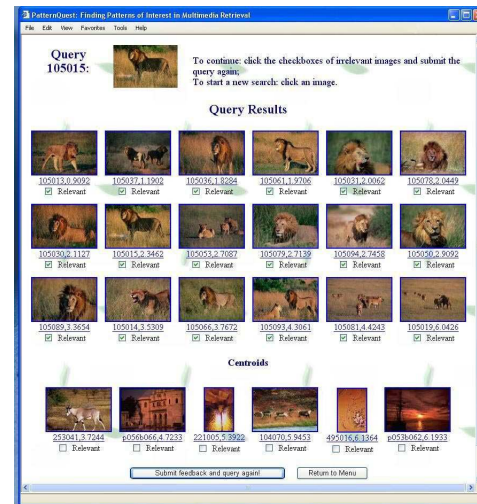 PatternQuest: Finding Patterns of Interest in Multimedia Retrieval
File Edit View Favorites Tools Help
Query
105015:
To continue: click the checkboxes of irrelevant images and submit the
query again;
To start a new search: click an image.
Query Results
105013,0.9092 105037,1.1902 105036,1.8284 105061,1.9706 105031,2.0062 105078,2.0449
Relevant Relevant Relevant Relevant Relevant Relevant
105030,2.1127 105015,2.3462 105053,2.7087 105079,2.7139 105094,2.7458 105050,2.9092
Relevant Relevant Relevant Relevant Relevant Relevant
105089,3.3654 105014,3.5309 105066,3.7672 105093,4.3061 105081,4.4243 105019,6.0426
Relevant Relevant Relevant Relevant Relevant Relevant
Centroids
253041,3.7244 p056b066,4.7233 221005,5.3922 104070,5.9453 495016,6.1364 p053b062,6.1933
Relevant Relevant Relevant Relevant Relevant Relevant
Submit feedback and query again! Return to Menu